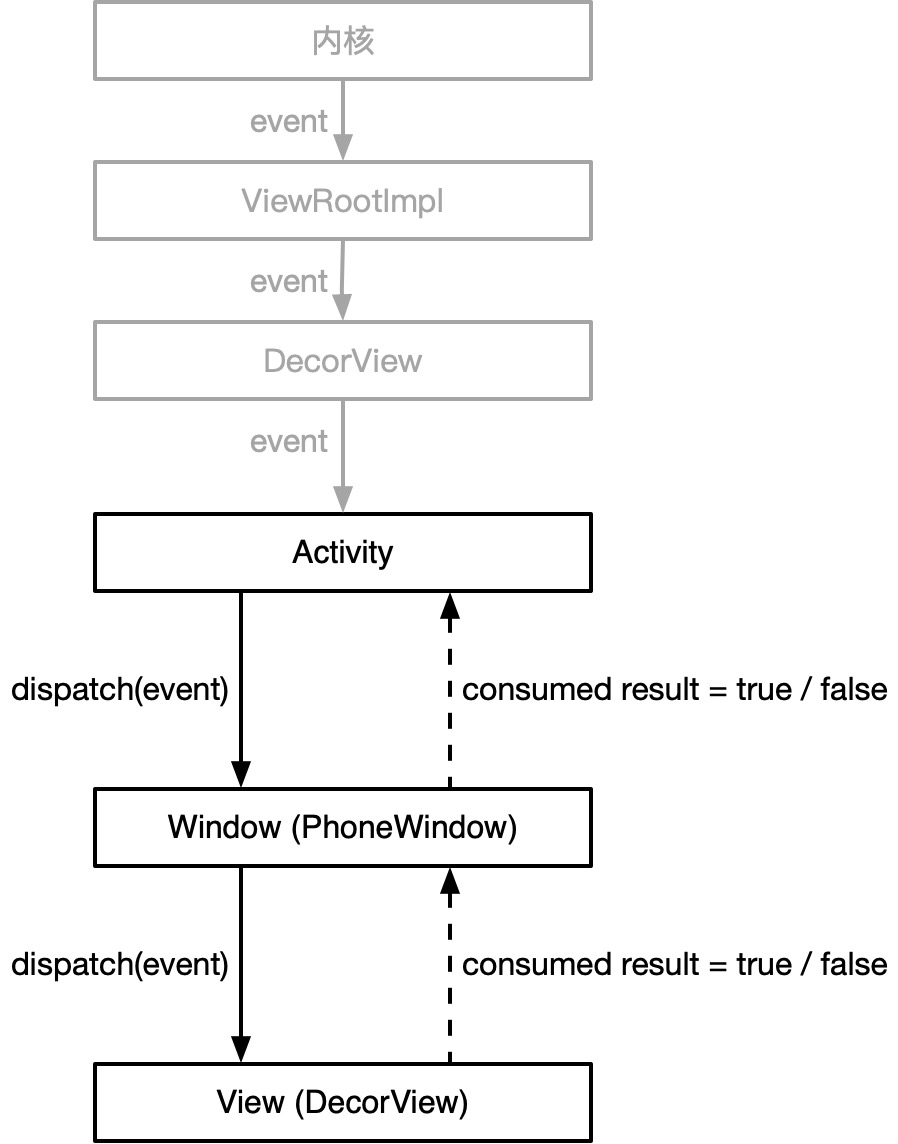 内核
event
ViewRootImpl
event
DecorView
event
Activity
dispatch(event)
consumed result = true / false
Window (PhoneWindow)
dispatch(event)
consumed result = true / false
View (DecorView)